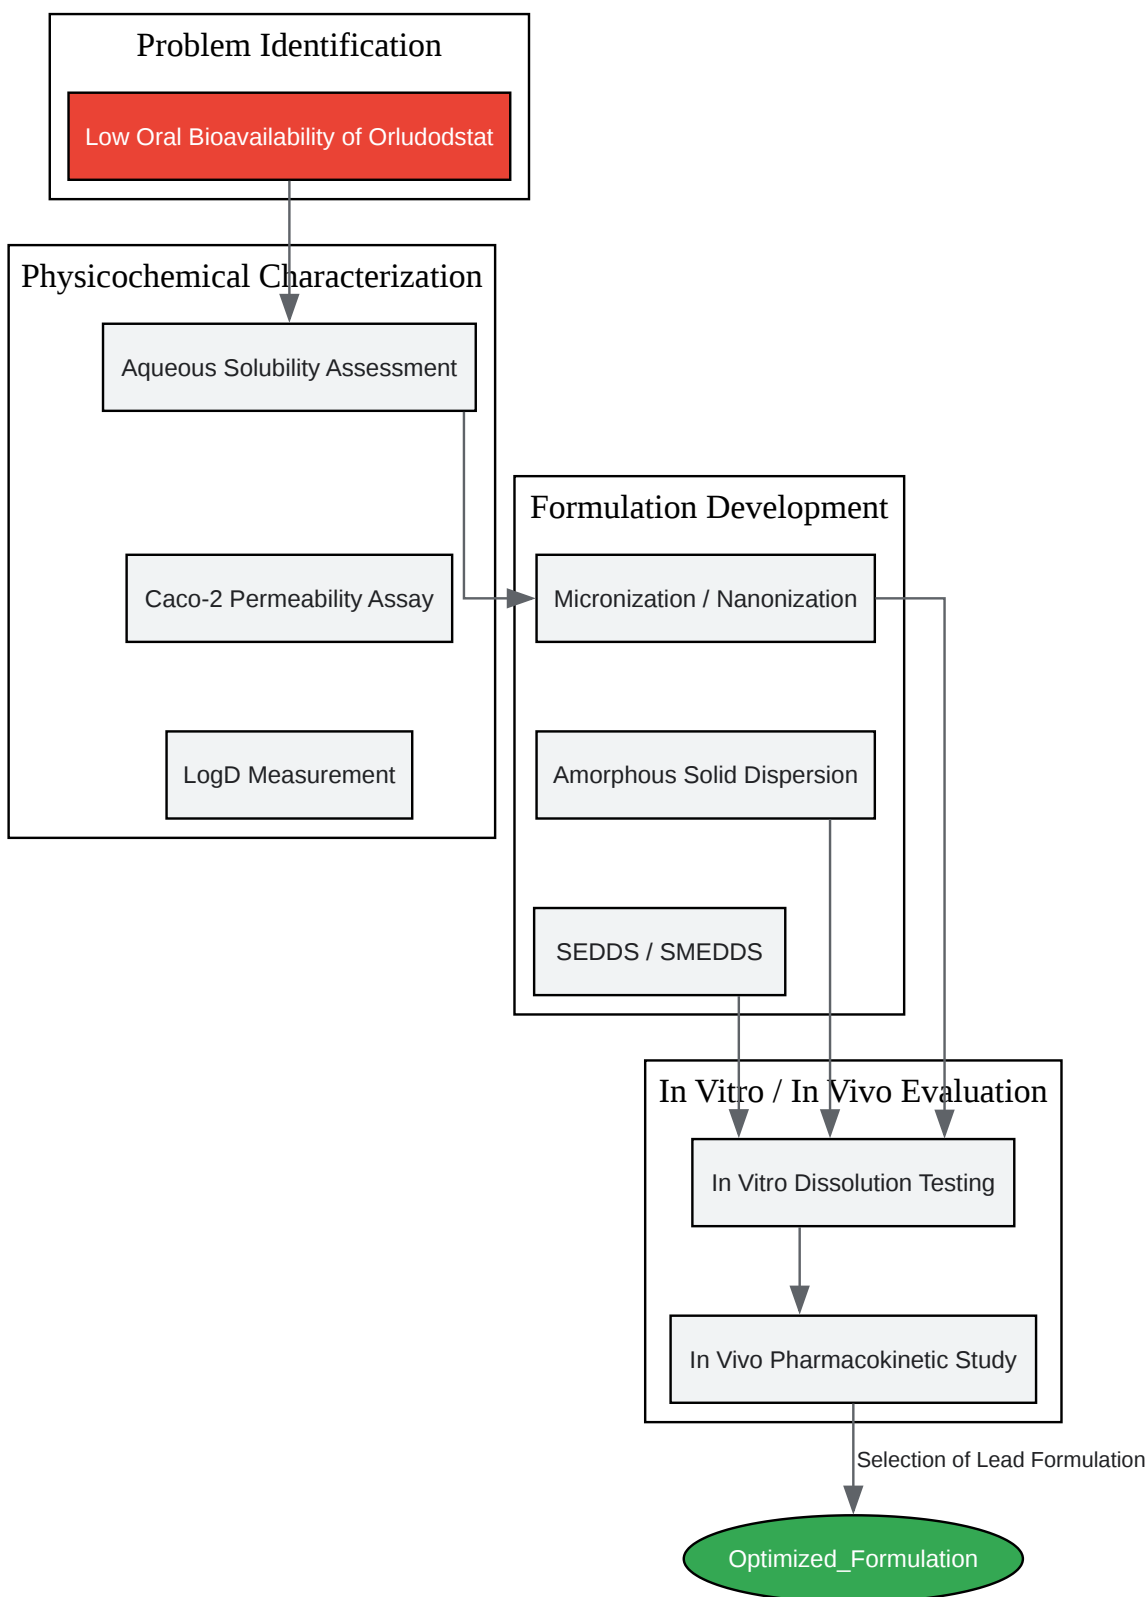 Problem Identification
Low Oral Bioavailability of Orludodstat
Physicochemical Characterization
Aqueous Solubility Assessment
Caco-2 Permeability Assay
LogD Measurement
Formulation Development
Micronization / Nanonization
Amorphous Solid Dispersion
SEDDS / SMEDDS
In Vitro / In Vivo Evaluation
In Vitro Dissolution Testing
In Vivo Pharmacokinetic Study
Selection of Lead Formulation
Optimized_Formulation